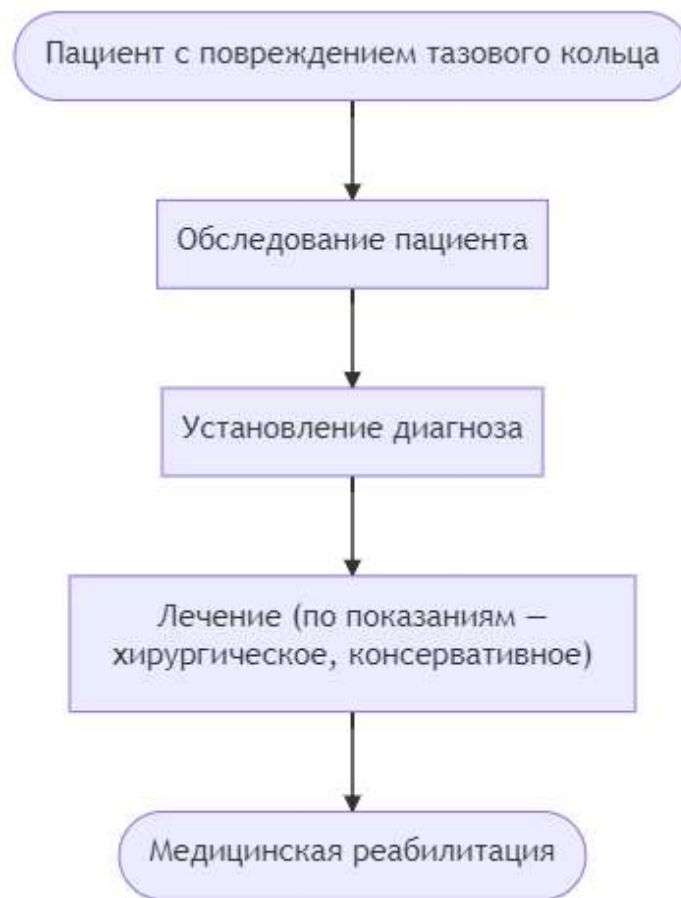 Пациент с повреждением тазового кольца
Обследование пациента
Установление диагноза
Лечение (по показаниям —
хирургическое, консервативное)
Медицинская реабилитация